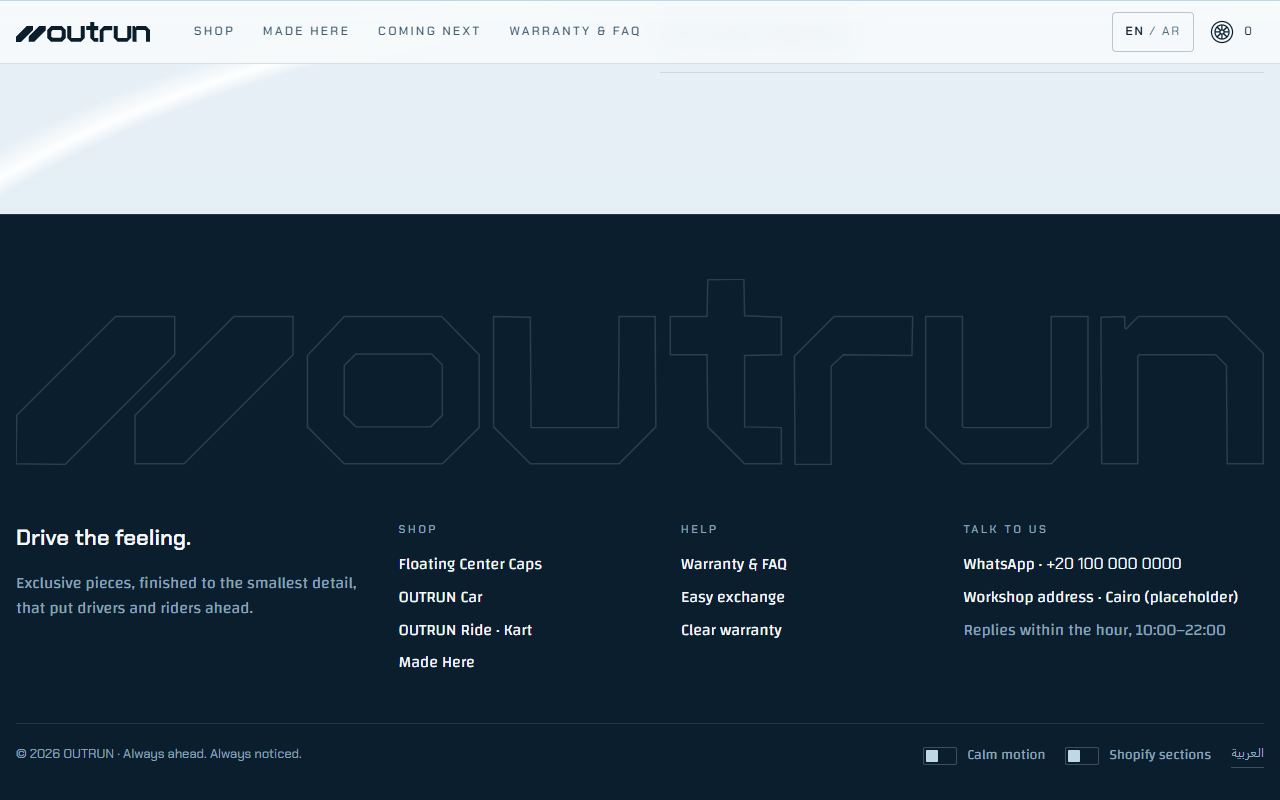 outrun
SHOP
MADE HERE
COMING NEXT
WARRANTY & FAQ
EN / AR
0
outrun
Drive the feeling.
Exclusive pieces, finished to the smallest detail,
that put drivers and riders ahead.
SHOP
Floating Center Caps
OUTRUN Car
OUTRUN Ride · Kart
Made Here
HELP
Warranty & FAQ
Easy exchange
Clear warranty
TALK TO US
WhatsApp · +20 100 000 0000
Workshop address · Cairo (placeholder)
Replies within the hour, 10:00–22:00
© 2026 OUTRUN · Always ahead. Always noticed.
Calm motion
Shopify sections
العربية